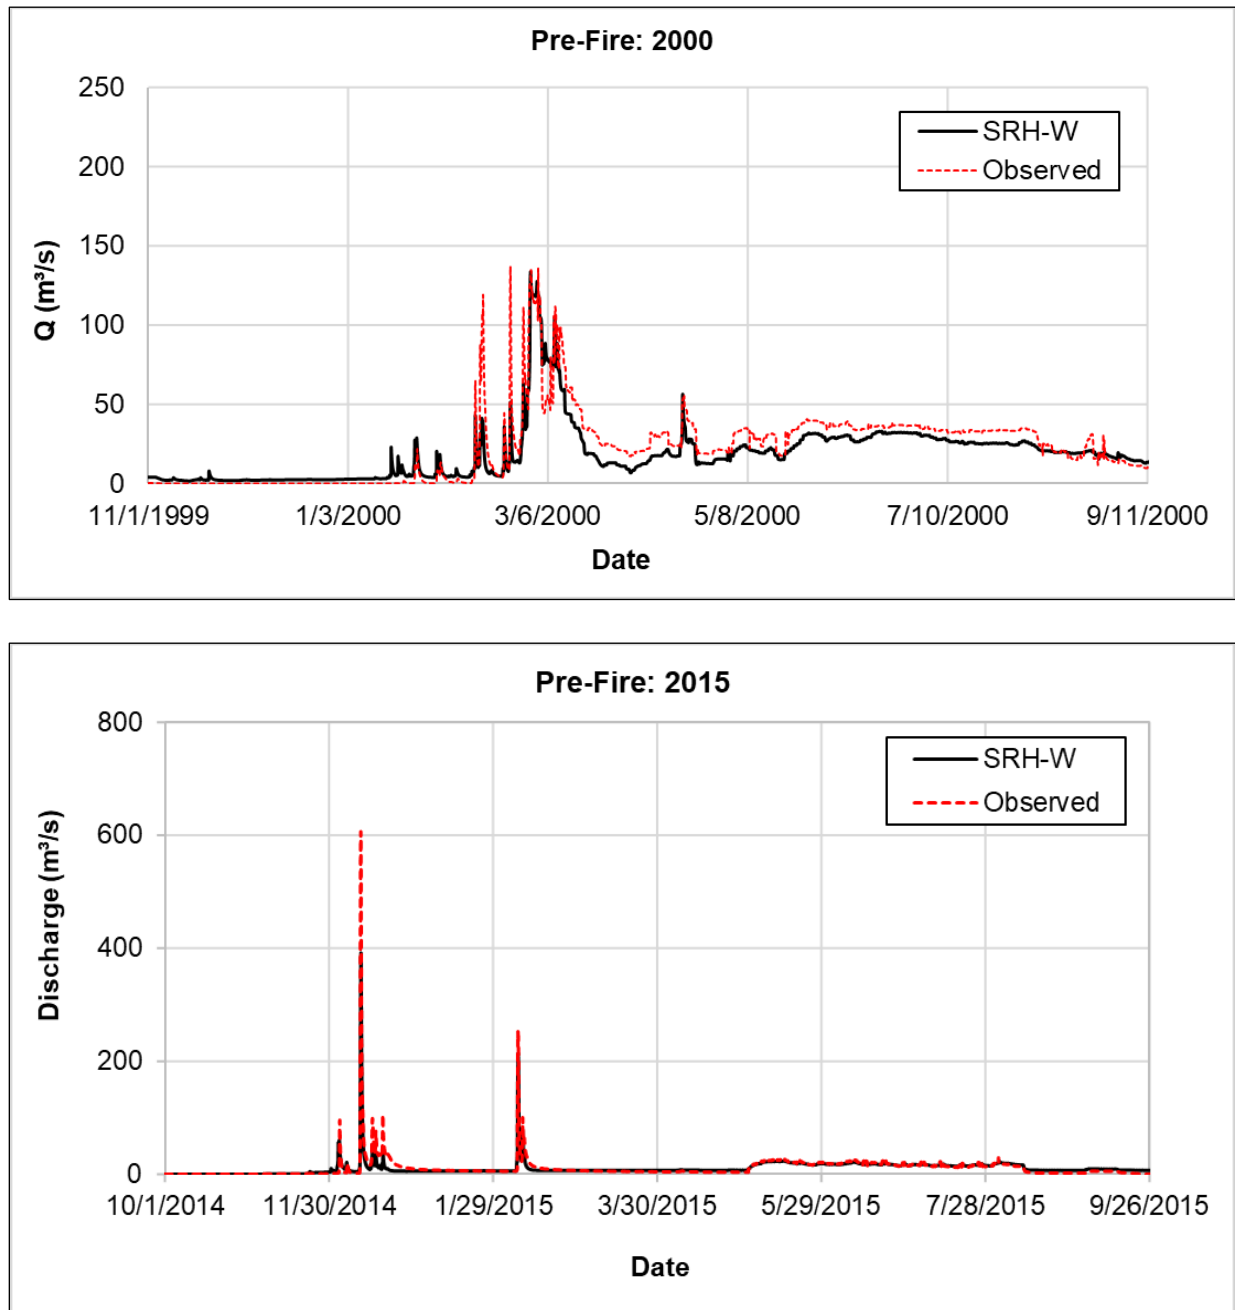 Pre-Fire: 2000
250
200
150
100
50
0
Q (m³/s)
SRH-W
Observed
11/1/1999 1/3/2000 3/6/2000 5/8/2000 7/10/2000 9/11/2000
Date
Pre-Fire: 2015
800
600
400
200
0
Discharge (m³/s)
SRH-W
Observed
10/1/2014 11/30/2014 1/29/2015 3/30/2015 5/29/2015 7/28/2015 9/26/2015
Date